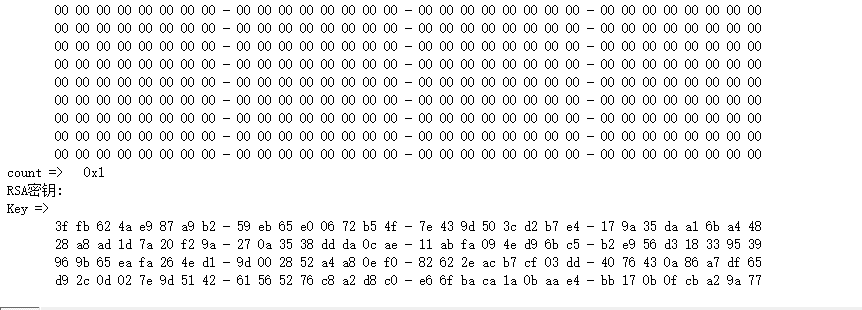 00 00 00 00 00 00 00 00 - 00 00 00 00 00 00 00 00 - 00 00 00 00 00 00 00 00 - 00 00 00 00 00 00 00 00
00 00 00 00 00 00 00 00 - 00 00 00 00 00 00 00 00 - 00 00 00 00 00 00 00 00 - 00 00 00 00 00 00 00 00
00 00 00 00 00 00 00 00 - 00 00 00 00 00 00 00 00 - 00 00 00 00 00 00 00 00 - 00 00 00 00 00 00 00 00
00 00 00 00 00 00 00 00 - 00 00 00 00 00 00 00 00 - 00 00 00 00 00 00 00 00 - 00 00 00 00 00 00 00 00
00 00 00 00 00 00 00 00 - 00 00 00 00 00 00 00 00 - 00 00 00 00 00 00 00 00 - 00 00 00 00 00 00 00 00
00 00 00 00 00 00 00 00 - 00 00 00 00 00 00 00 00 - 00 00 00 00 00 00 00 00 - 00 00 00 00 00 00 00 00
00 00 00 00 00 00 00 00 - 00 00 00 00 00 00 00 00 - 00 00 00 00 00 00 00 00 - 00 00 00 00 00 00 00 00
00 00 00 00 00 00 00 00 - 00 00 00 00 00 00 00 00 - 00 00 00 00 00 00 00 00 - 00 00 00 00 00 00 00 00
00 00 00 00 00 00 00 00 - 00 00 00 00 00 00 00 00 - 00 00 00 00 00 00 00 00 - 00 00 00 00 00 00 00 00
count => 0x1
RSA密钥:
Key =>
3f fb 62 4a e9 87 a9 b2 - 59 eb 65 e0 06 72 b5 4f - 7e 43 9d 50 3c d2 b7 e4 - 17 9a 35 da a1 6b a4 48
28 a8 ad 1d 7a 20 f2 9a - 27 0a 35 38 dd da 0c ae - 11 ab fa 09 4e d9 6b c5 - b2 e9 56 d3 18 33 95 39
96 9b 65 ea fa 26 4e d1 - 9d 00 28 52 a4 a8 0e f0 - 82 62 2e ac b7 cf 03 dd - 40 76 43 0a 86 a7 df 65
d9 2c 0d 02 7e 9d 51 42 - 61 56 52 76 c8 a2 d8 c0 - e6 6f ba ca 1a 0b aa e4 - bb 17 0b 0f cb a2 9a 77